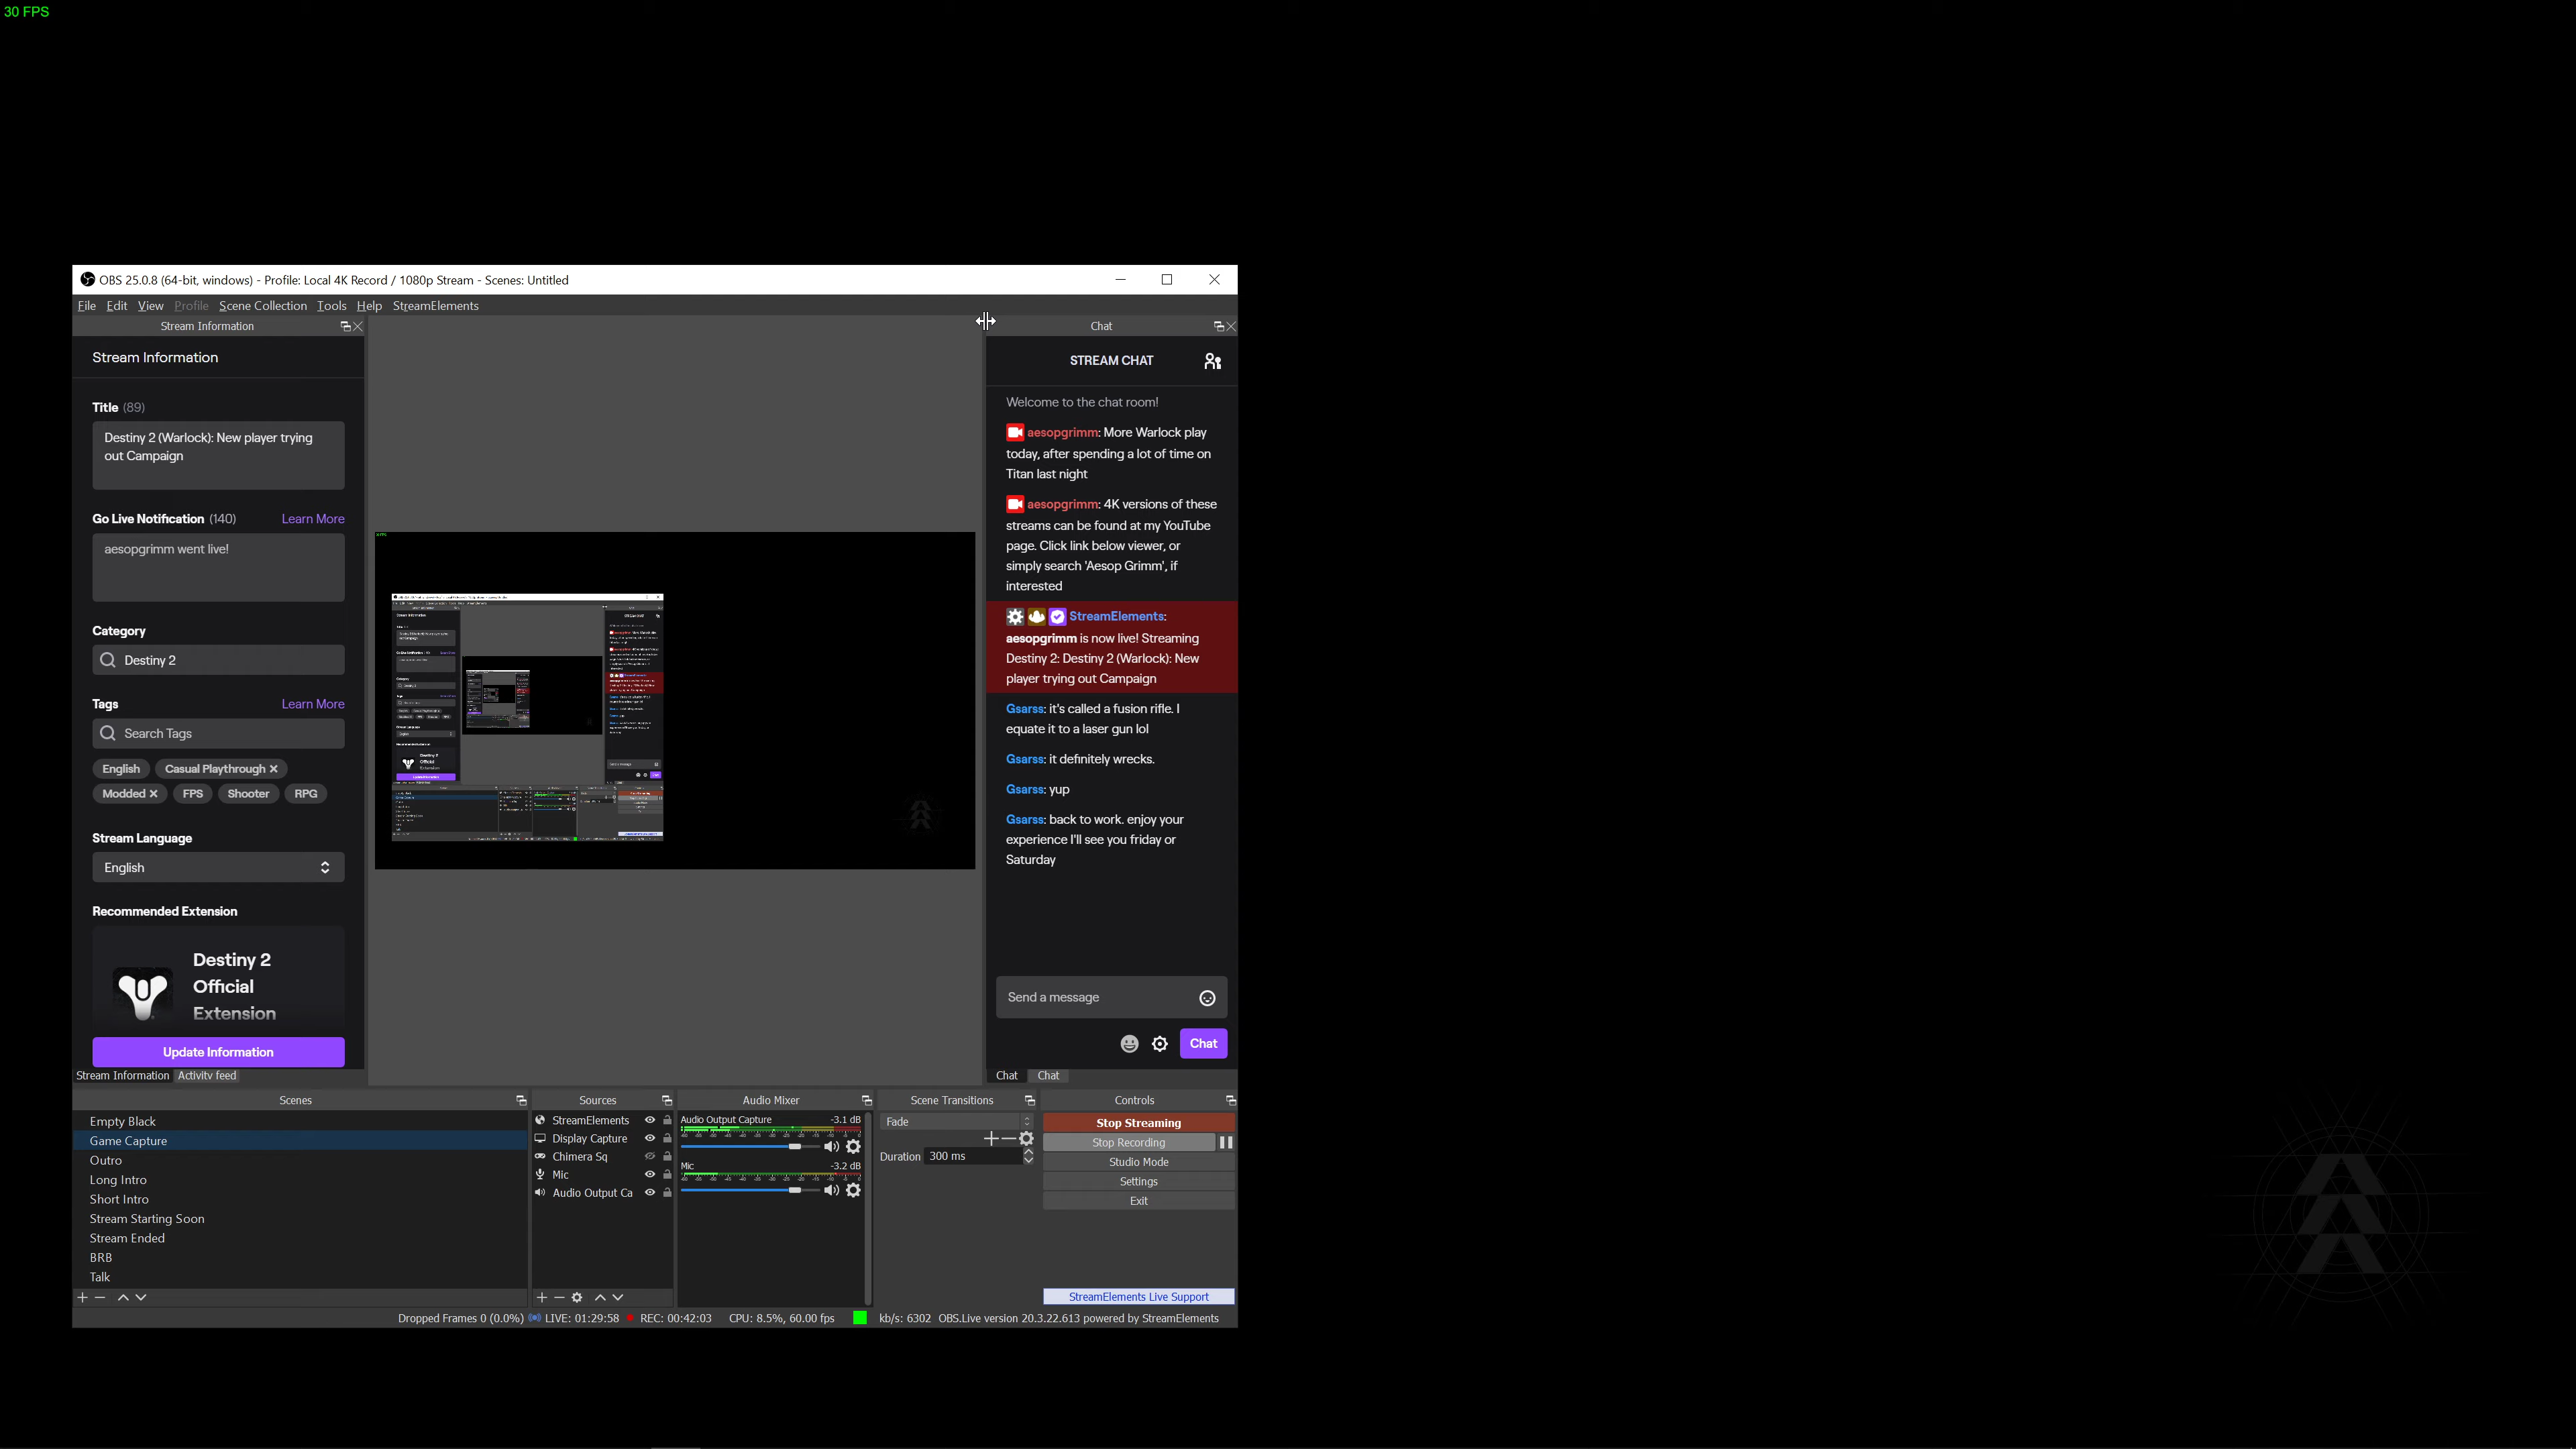 30 FPS
OBS 25.0.8 (64-bit, windows) - Profile: Local 4K Record / 1080p Stream - Scenes: Untitled
File Edit View Profile Scene Collection Tools Help StreamElements
Stream Information
Stream Information
Title (89)
Destiny 2 (Warlock): New player trying
out Campaign
Go Live Notification (140) Learn More
aesopgrimm went live!
Category
Destiny 2
Tags Learn More
Search Tags
English Casual Playthrough
Modded FPS Shooter RPG
Stream Language
English
Recommended Extension
Destiny 2
Official
Extension
Update Information
Stream Information Activity feed
Chat
STREAM CHAT
Welcome to the chat room!
aesopgrimm: More Warlock play
today, after spending a lot of time on
Titan last night
aesopgrimm: 4K versions of these
streams can be found at my YouTube
page. Click link below viewer, or
simply search 'Aesop Grimm', if
interested
StreamElements:
aesopgrimm is now live! Streaming
Destiny 2: Destiny 2 (Warlock): New
player trying out Campaign
Gsarss: it's called a fusion rifle. I
equate it to a laser gun lol
Gsarss: it definitely wrecks.
Gsarss: yup
Gsarss: back to work. enjoy your
experience I'll see you friday or
Saturday
Send a message
Chat
Chat Chat
Scenes
Empty Black
Game Capture
Outro
Long Intro
Short Intro
Stream Starting Soon
Stream Ended
BRB
Talk
Sources
StreamElements
Display Capture
Chimera Sq
Mic
Audio Output Ca
Audio Mixer
Audio Output Capture -3.1 dB
Mic -3.2 dB
Scene Transitions
Fade
Duration 300 ms
Controls
Stop Streaming
Stop Recording
Studio Mode
Settings
Exit
StreamElements Live Support
Dropped Frames 0 (0.0%) LIVE: 01:29:58 REC: 00:42:03 CPU: 8.5%, 60.00 fps kb/s: 6302 OBS.Live version 20.3.22.613 powered by StreamElements